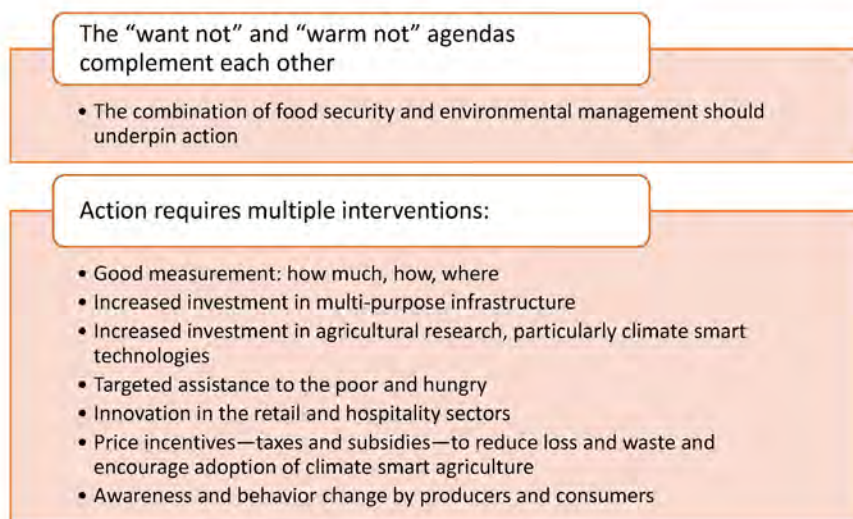 The “want not” and “warm not” agendas
complement each other
• The combination of food security and environmental management should
underpin action
Action requires multiple interventions:
• Good measurement: how much, how, where
• Increased investment in multi-purpose infrastructure
• Increased investment in agricultural research, particularly climate smart
technologies
• Targeted assistance to the poor and hungry
• Innovation in the retail and hospitality sectors
• Price incentives—taxes and subsidies—to reduce loss and waste and
encourage adoption of climate smart agriculture
• Awareness and behavior change by producers and consumers